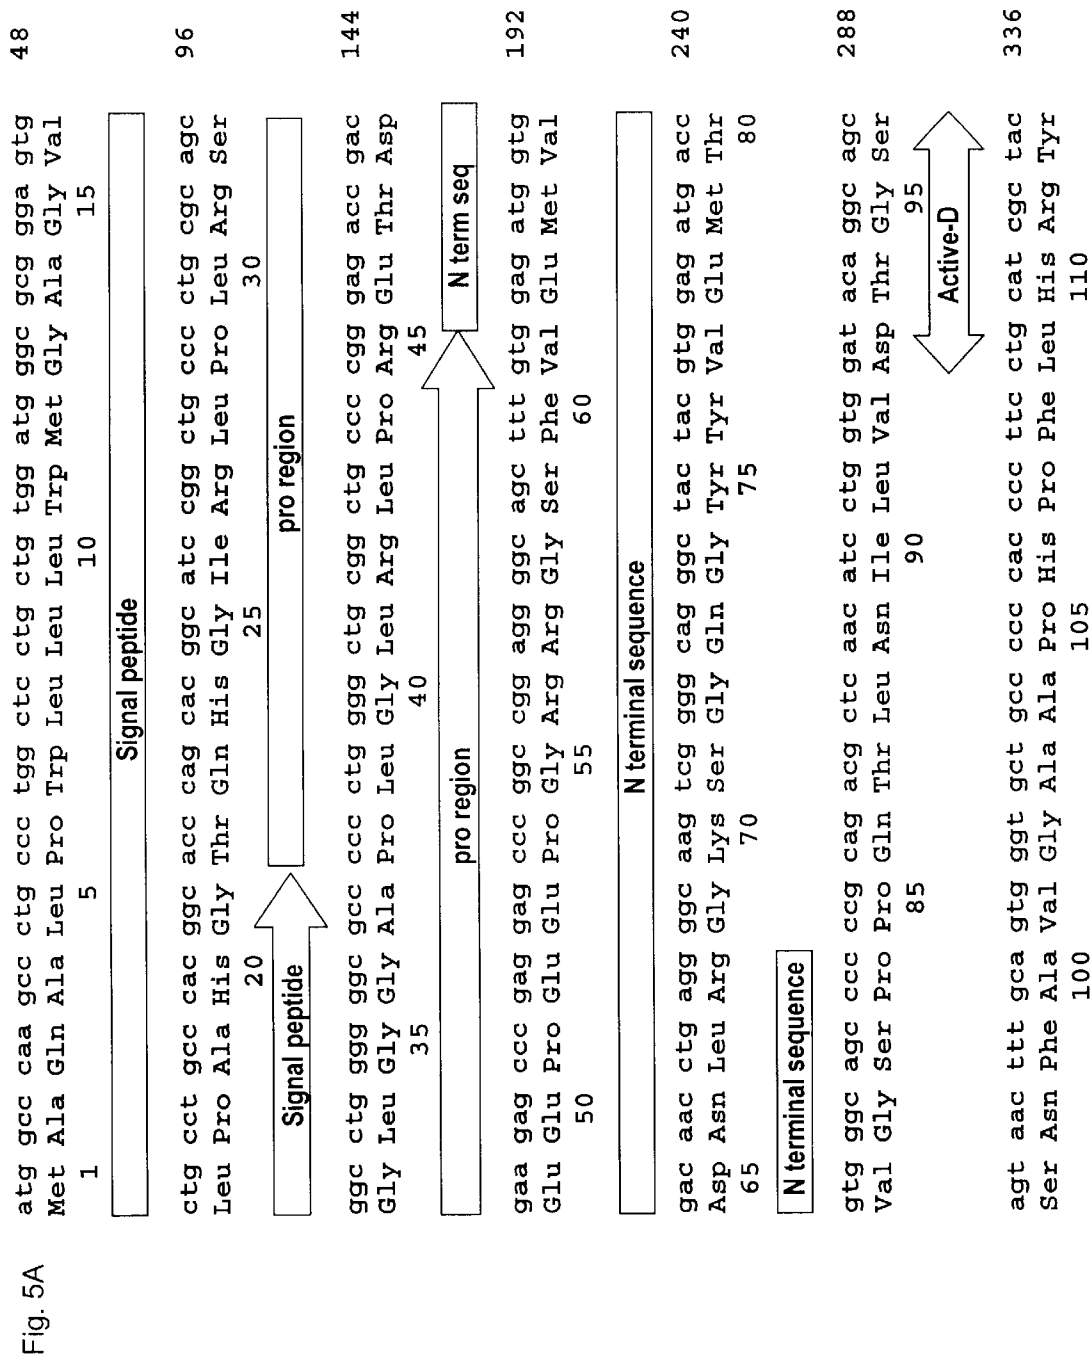 Fig. 5A
atg gcc caa gcc ctg ccc tgg ctc ctg ctg tgg atg ggc gcg gga gtg 48
Met Ala Gln Ala Leu Pro Trp Leu Leu Leu Trp Met Gly Ala Gly Val
1 5 10 15
Signal peptide
ctg cct gcc cac ggc acc cag cac ggc atc cgg ctg ccc ctg cgc agc 96
Leu Pro Ala His Gly Thr Gln His Gly Ile Arg Leu Pro Leu Arg Ser
20 25 30
Signal peptide pro region
ggc ctg ggg ggc gcc ccc ctg ggg ctg cgg ctg ccc cgg gag acc gac 144
Gly Leu Gly Gly Ala Pro Leu Gly Leu Arg Leu Pro Arg Glu Thr Asp
35 40 45
pro region N term seq
gaa gag ccc gag gag ccc ggc cgg agg ggc agc ttt gtg gag atg gtg 192
Glu Glu Pro Glu Glu Pro Gly Arg Arg Gly Ser Phe Val Glu Met Val
50 55 60
N terminal sequence
gac aac ctg agg ggc aag tcg ggg cag ggc tac tac gtg gag atg acc 240
Asp Asn Leu Arg Gly Lys Ser Gly Gln Gly Tyr Tyr Val Glu Met Thr
65 70 75 80
N terminal sequence
gtg ggc agc ccc ccg cag acg ctc aac atc ctg gtg gat aca ggc agc 288
Val Gly Ser Pro Pro Gln Thr Leu Asn Ile Leu Val Asp Thr Gly Ser
85 90 95
Active-D
agt aac ttt gca gtg ggt gct gcc ccc cac ccc ttc ctg cat cgc tac 336
Ser Asn Phe Ala Val Gly Ala Ala Pro His Pro Phe Leu His Arg Tyr
100 105 110